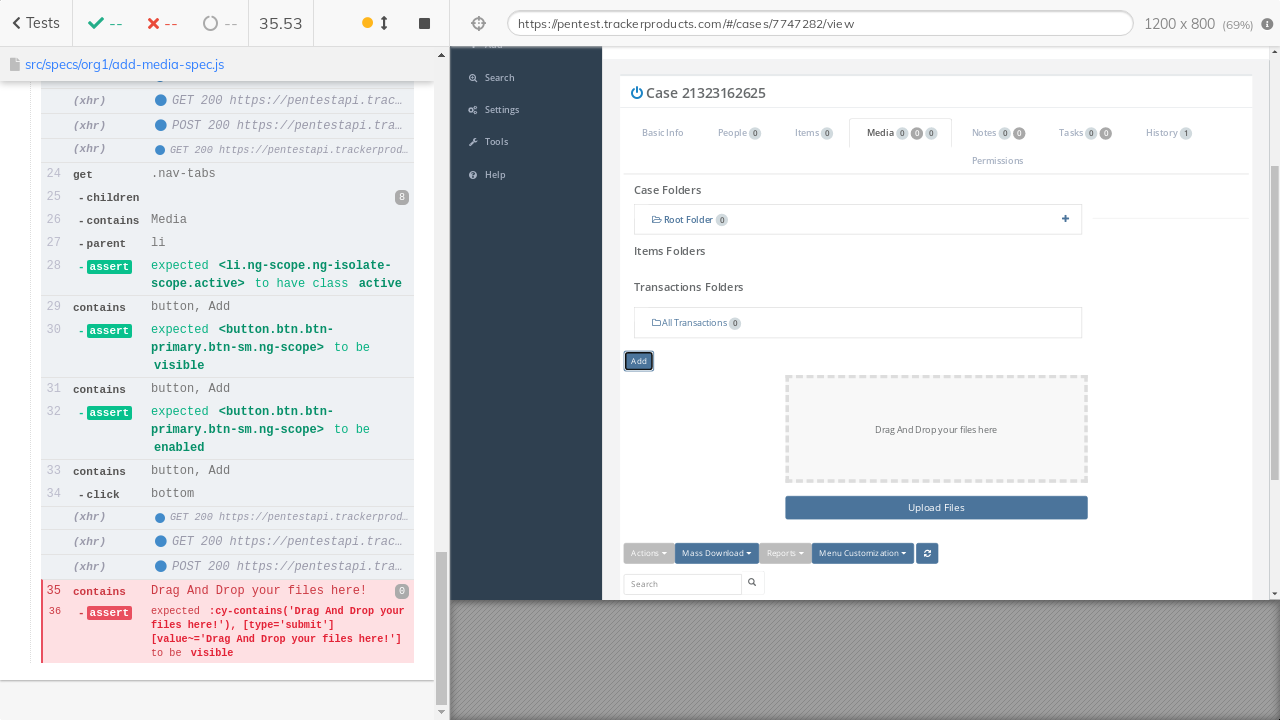 Tests
--
--
--
35.53
https://pentest.trackerproducts.com/#/cases/7747282/view
1200 x 800 (69%)
src/specs/org1/add-media-spec.js
(xhr) GET 200 https://pentestapi.trac…
(xhr) POST 200 https://pentestapi.tra…
(xhr) GET 200 https://pentestapi.trackerprod…
24 get .nav-tabs
25 - children 8
26 - contains Media
27 - parent li
28 - assert expected <li.ng-scope.ng-isolate-
scope.active> to have class active
29 contains button, Add
30 - assert expected <button.btn.btn-
primary.btn-sm.ng-scope> to be
visible
31 contains button, Add
32 - assert expected <button.btn.btn-
primary.btn-sm.ng-scope> to be
enabled
33 contains button, Add
34 - click bottom
(xhr) GET 200 https://pentestapi.trackerprod…
(xhr) GET 200 https://pentestapi.trac…
(xhr) POST 200 https://pentestapi.tra…
35 contains Drag And Drop your files here! 0
36 - assert expected :cy-contains('Drag And Drop your
files here!'), [type='submit']
[value~='Drag And Drop your files here!']
to be visible
Search
Settings
Tools
Help
Case 21323162625
Basic Info
People 0
Items 0
Media 0 0 0
Notes 0 0
Tasks 0 0
History 1
Permissions
Case Folders
Root Folder 0
Items Folders
Transactions Folders
All Transactions 0
Add
Drag And Drop your files here
Upload Files
Actions
Mass Download
Reports
Menu Customization
Search